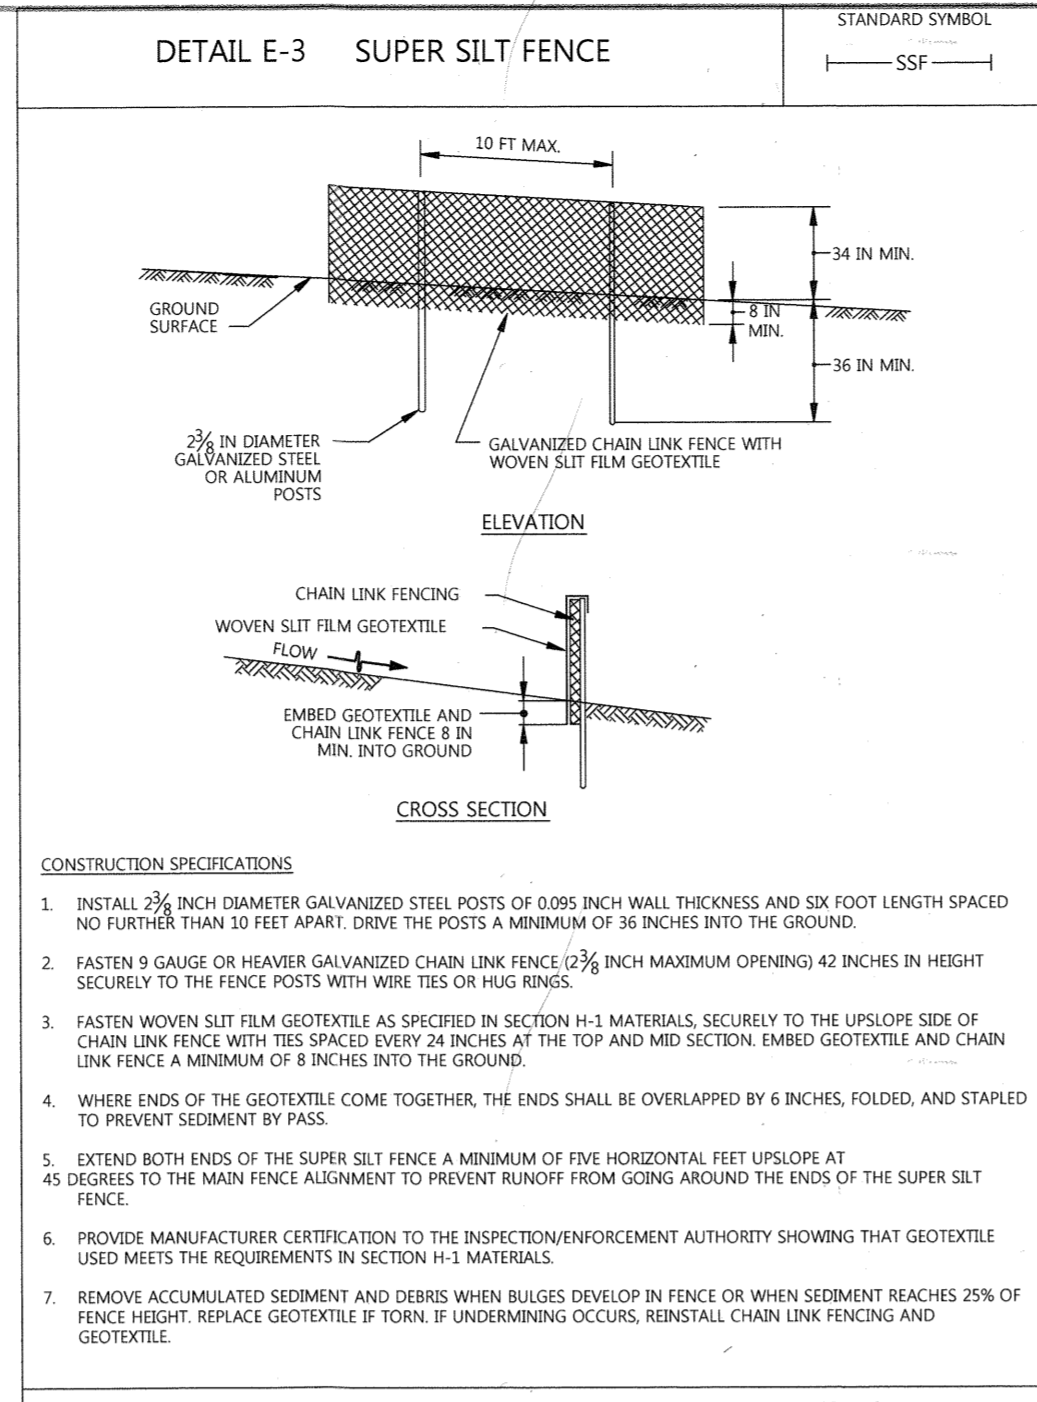 DETAIL E-3 SUPER SILT FENCE
STANDARD SYMBOL
SSF
10 FT MAX.
34 IN MIN.
GROUND
SURFACE
8 IN
MIN.
36 IN MIN.
2⅜ IN DIAMETER
GALVANIZED STEEL
OR ALUMINUM
POSTS
GALVANIZED CHAIN LINK FENCE WITH
WOVEN SLIT FILM GEOTEXTILE
ELEVATION
CHAIN LINK FENCING
WOVEN SLIT FILM GEOTEXTILE
FLOW
EMBED GEOTEXTILE AND
CHAIN LINK FENCE 8 IN
MIN. INTO GROUND
CROSS SECTION
CONSTRUCTION SPECIFICATIONS
1. INSTALL 2⅜ INCH DIAMETER GALVANIZED STEEL POSTS OF 0.095 INCH WALL THICKNESS AND SIX FOOT LENGTH SPACED
NO FURTHER THAN 10 FEET APART. DRIVE THE POSTS A MINIMUM OF 36 INCHES INTO THE GROUND.
2. FASTEN 9 GAUGE OR HEAVIER GALVANIZED CHAIN LINK FENCE (2⅜ INCH MAXIMUM OPENING) 42 INCHES IN HEIGHT
SECURELY TO THE FENCE POSTS WITH WIRE TIES OR HUG RINGS.
3. FASTEN WOVEN SLIT FILM GEOTEXTILE AS SPECIFIED IN SECTION H-1 MATERIALS, SECURELY TO THE UPSLOPE SIDE OF
CHAIN LINK FENCE WITH TIES SPACED EVERY 24 INCHES AT THE TOP AND MID SECTION. EMBED GEOTEXTILE AND CHAIN
LINK FENCE A MINIMUM OF 8 INCHES INTO THE GROUND.
4. WHERE ENDS OF THE GEOTEXTILE COME TOGETHER, THE ENDS SHALL BE OVERLAPPED BY 6 INCHES, FOLDED, AND STAPLED
TO PREVENT SEDIMENT BY PASS.
5. EXTEND BOTH ENDS OF THE SUPER SILT FENCE A MINIMUM OF FIVE HORIZONTAL FEET UPSLOPE AT
45 DEGREES TO THE MAIN FENCE ALIGNMENT TO PREVENT RUNOFF FROM GOING AROUND THE ENDS OF THE SUPER SILT
FENCE.
6. PROVIDE MANUFACTURER CERTIFICATION TO THE INSPECTION/ENFORCEMENT AUTHORITY SHOWING THAT GEOTEXTILE
USED MEETS THE REQUIREMENTS IN SECTION H-1 MATERIALS.
7. REMOVE ACCUMULATED SEDIMENT AND DEBRIS WHEN BULGES DEVELOP IN FENCE OR WHEN SEDIMENT REACHES 25% OF
FENCE HEIGHT. REPLACE GEOTEXTILE IF TORN. IF UNDERMINING OCCURS, REINSTALL CHAIN LINK FENCING AND
GEOTEXTILE.